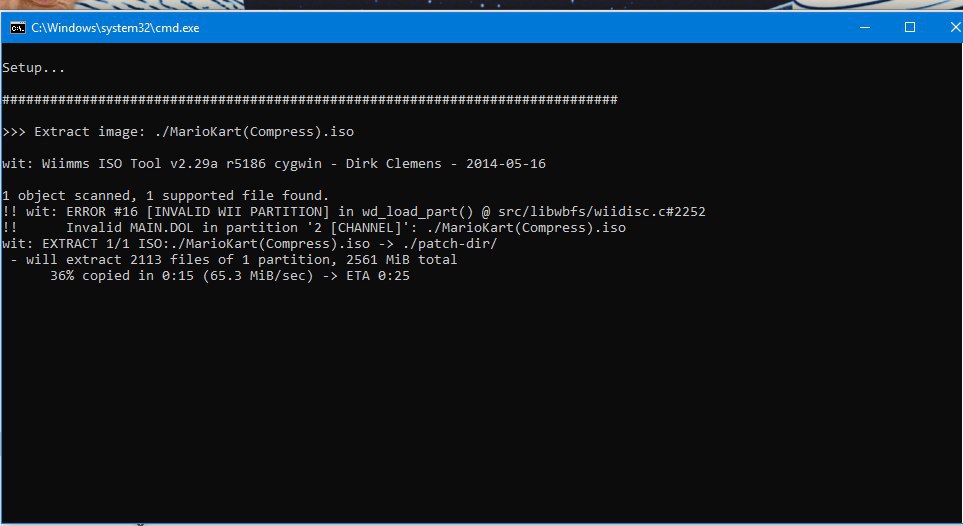 C:\Windows\system32\cmd.exe
Setup...
#############################################################################
>>> Extract image: ./MarioKart(Compress).iso
wit: Wiimms ISO Tool v2.29a r5186 cygwin - Dirk Clemens - 2014-05-16
1 object scanned, 1 supported file found.
!! wit: ERROR #16 [INVALID WII PARTITION] in wd_load_part() @ src/libwbfs/wiidisc.c#2252
!!      Invalid MAIN.DOL in partition '2 [CHANNEL]': ./MarioKart(Compress).iso
wit: EXTRACT 1/1 ISO:./MarioKart(Compress).iso -> ./patch-dir/
 - will extract 2113 files of 1 partition, 2561 MiB total
      36% copied in 0:15 (65.3 MiB/sec) -> ETA 0:25